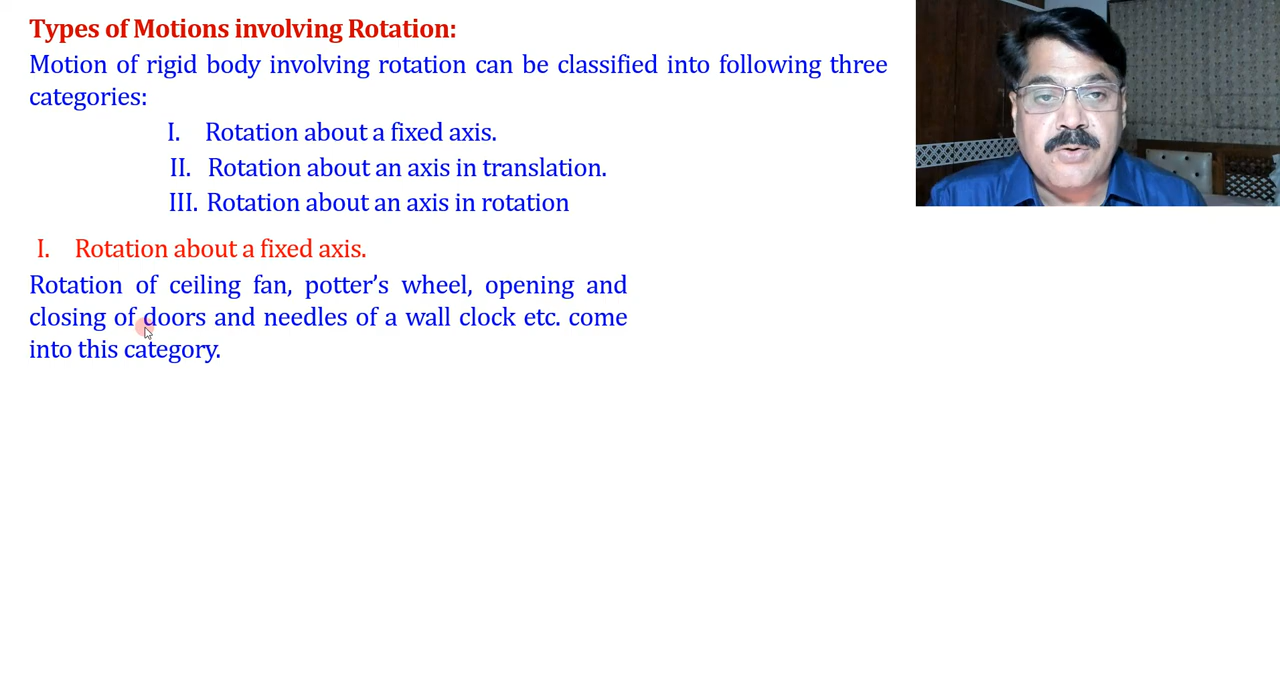 Types of Motions involving Rotation:
Motion of rigid body involving rotation can be classified into following three
categories:
I. Rotation about a fixed axis.
II. Rotation about an axis in translation.
III. Rotation about an axis in rotation
I. Rotation about a fixed axis.
Rotation of ceiling fan, potter’s wheel, opening and
closing of doors and needles of a wall clock etc. come
into this category.